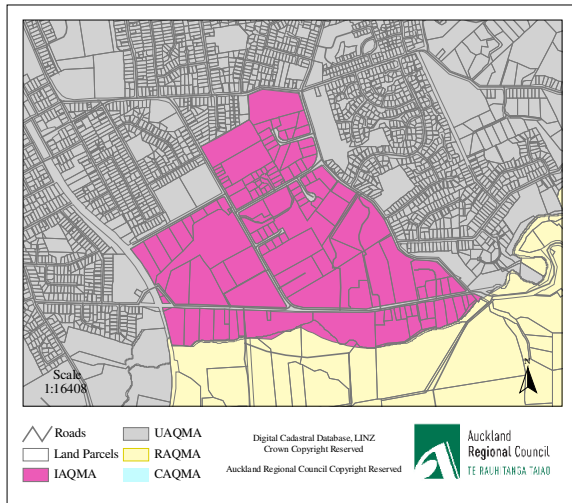 Scale
1:16408
N
Roads
Land Parcels
IAQMA
UAQMA
RAQMA
CAQMA
Digital Cadastral Database, LINZ
Crown Copyright Reserved
Auckland Regional Council Copyright Reserved
Auckland
Regional Council
TE RAUHITANGA TAIAO